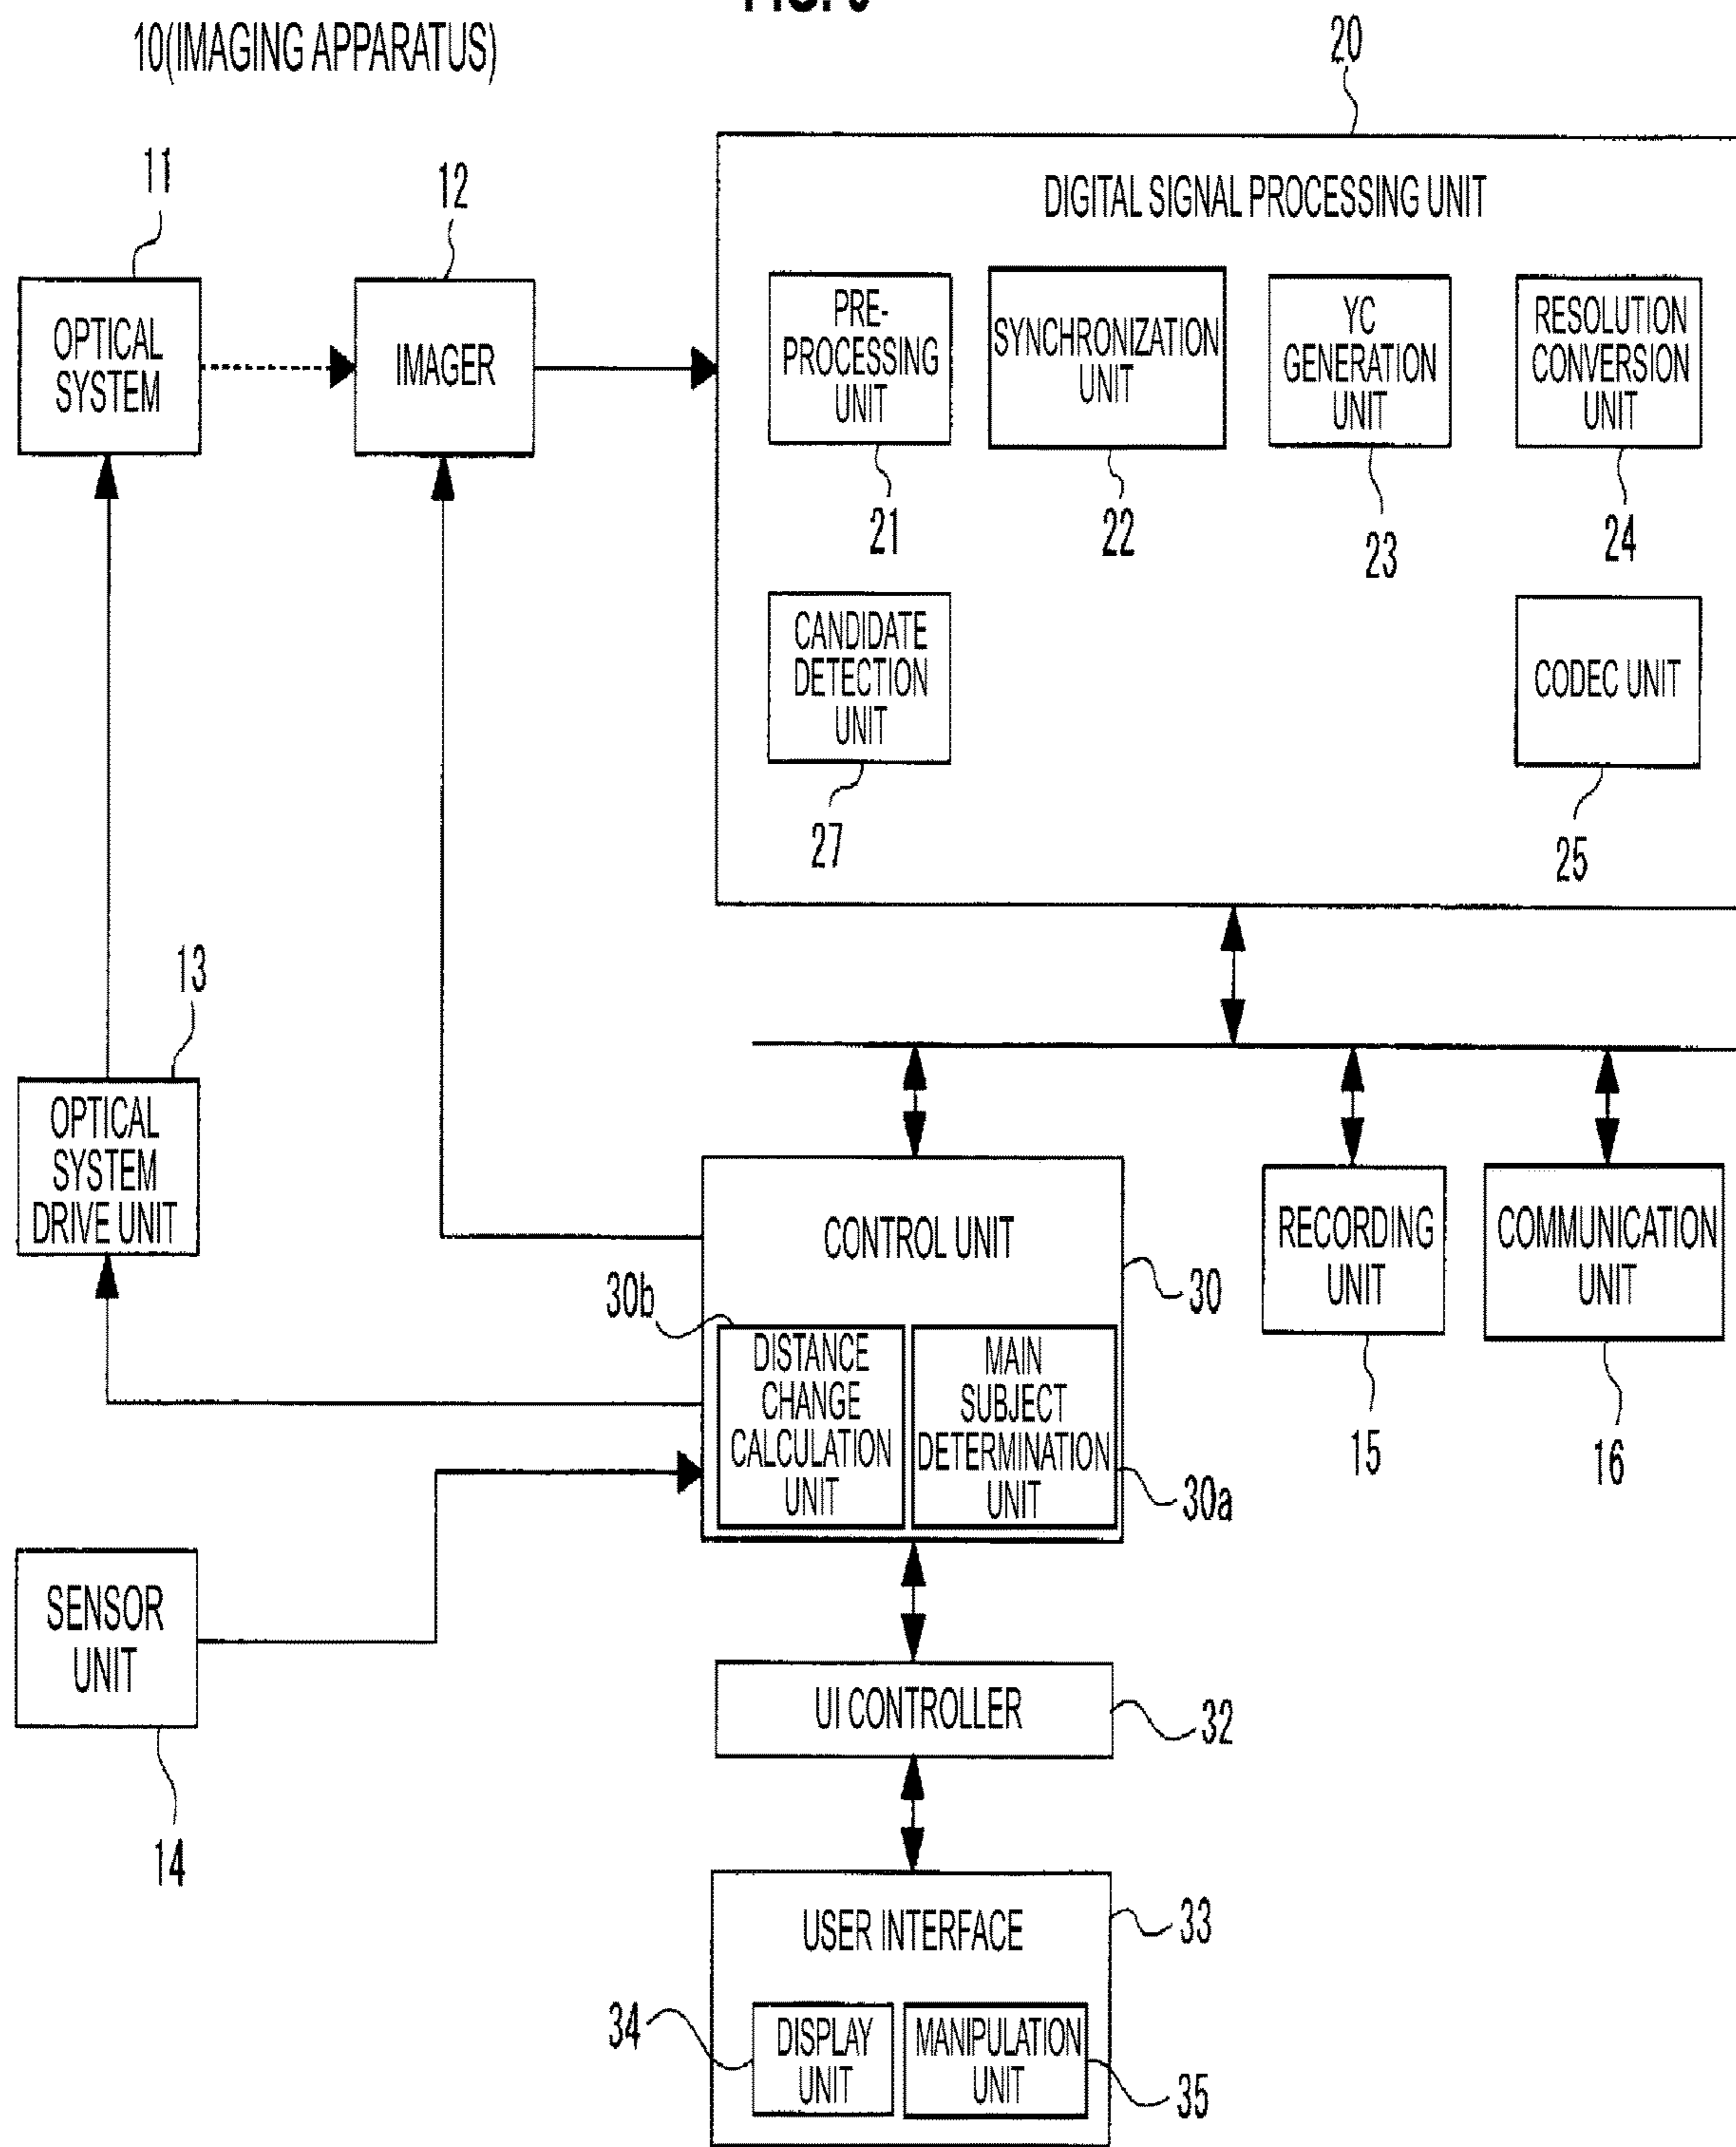 10(IMAGING APPARATUS)
20
11
12
DIGITAL SIGNAL PROCESSING UNIT
OPTICAL
SYSTEM
IMAGER
PRE-
PROCESSING
UNIT
SYNCHRONIZATION
UNIT
YC
GENERATION
UNIT
RESOLUTION
CONVERSION
UNIT
21
22
23
24
CANDIDATE
DETECTION
UNIT
CODEC UNIT
27
25
13
OPTICAL
SYSTEM
DRIVE UNIT
CONTROL UNIT
30
RECORDING
UNIT
COMMUNICATION
UNIT
30b
DISTANCE
CHANGE
CALCULATION
UNIT
MAIN
SUBJECT
DETERMINATION
UNIT
30a
15
16
SENSOR
UNIT
14
UI CONTROLLER
32
USER INTERFACE
33
34
DISPLAY
UNIT
MANIPULATION
UNIT
35